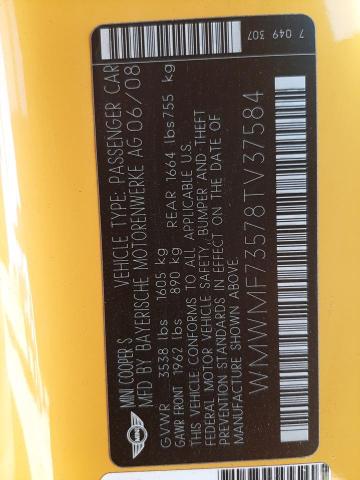 MINI COOPER S
VEHICLE TYPE: PASSENGER CAR
MFD BY BAYERISCHE MOTORENWERKE AG 06/08
GVWR 3538 lbs 1605 kg
GAWR FRONT 1962 lbs 890 kg REAR 1664 lbs 755 kg
THIS VEHICLE CONFORMS TO ALL APPLICABLE U.S.
FEDERAL MOTOR VEHICLE SAFETY, BUMPER AND THEFT
PREVENTION STANDARDS IN EFFECT ON THE DATE OF
MANUFACTURE SHOWN ABOVE.
WMWMF73578TV37584
7 049 307
MINI